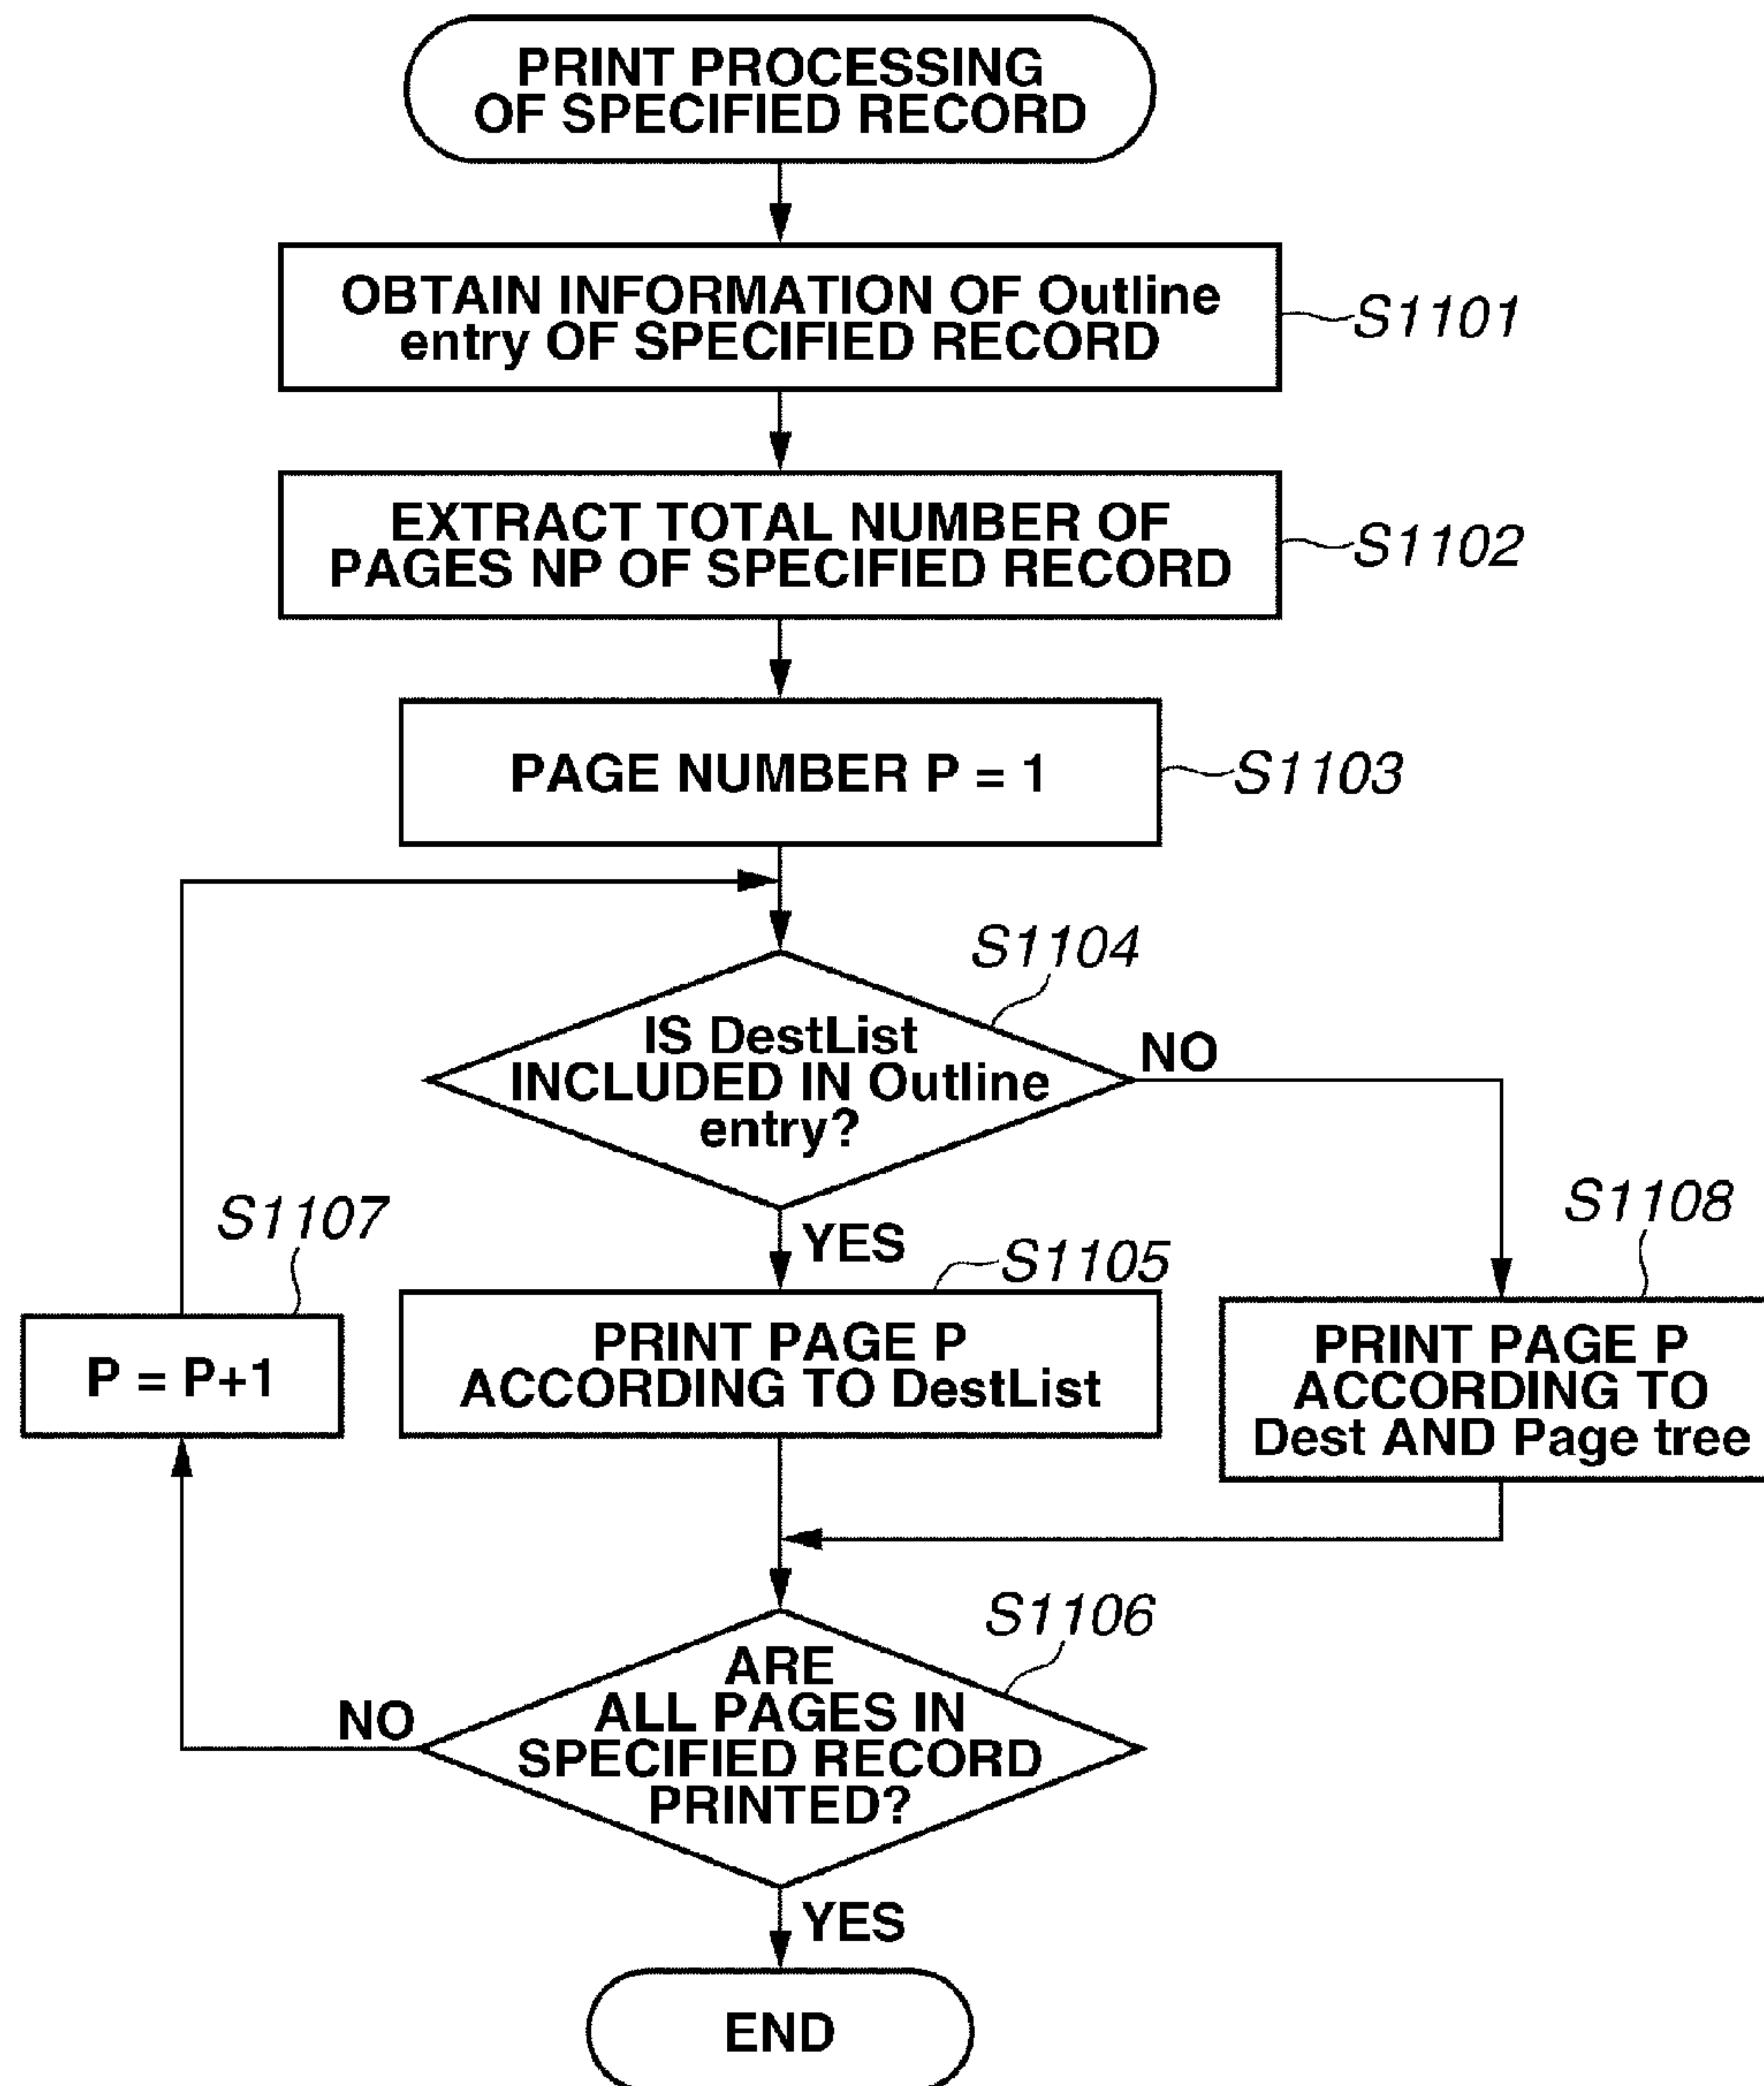 PRINT PROCESSING
OF SPECIFIED RECORD
OBTAIN INFORMATION OF Outline
entry OF SPECIFIED RECORD
S1101
EXTRACT TOTAL NUMBER OF
PAGES NP OF SPECIFIED RECORD
S1102
PAGE NUMBER P = 1
S1103
S1104
IS DestList
INCLUDED IN Outline
entry?
NO
YES
S1107
P = P+1
S1105
PRINT PAGE P
ACCORDING TO DestList
S1108
PRINT PAGE P
ACCORDING TO
Dest AND Page tree
S1106
ARE
ALL PAGES IN
SPECIFIED RECORD
PRINTED?
NO
YES
END